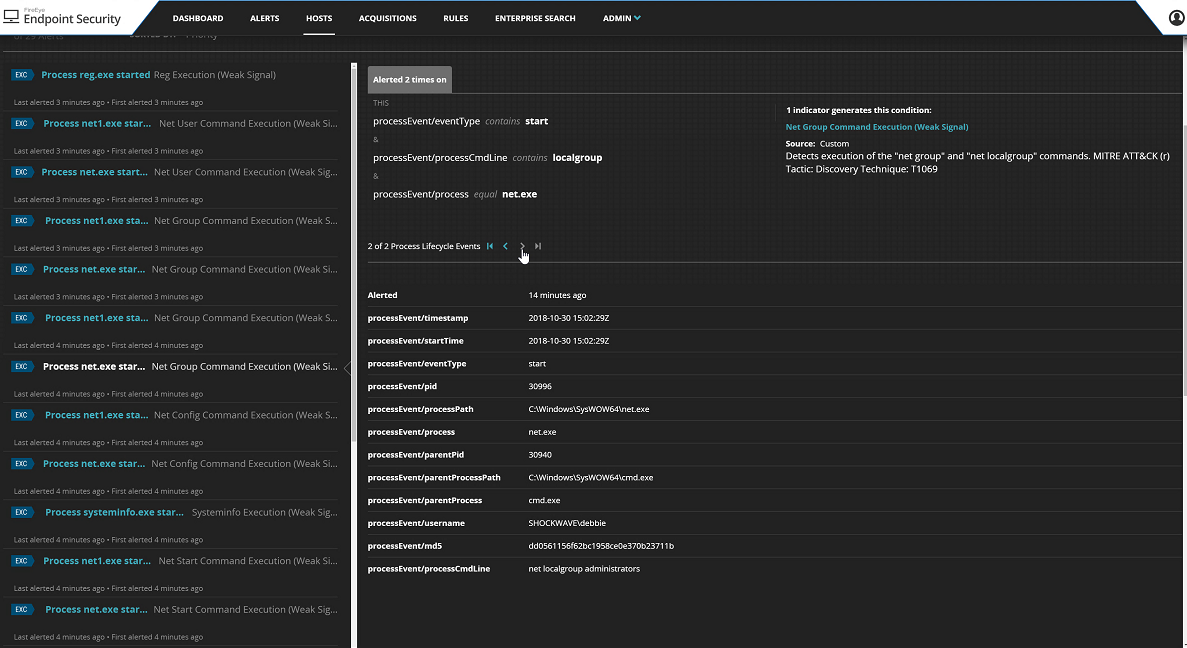 FireEye
Endpoint Security
DASHBOARD
ALERTS
HOSTS
ACQUISITIONS
RULES
ENTERPRISE SEARCH
ADMIN
of 23 Alerts
Priority
EXC Process reg.exe started Reg Execution (Weak Signal)
Last alerted 3 minutes ago • First alerted 3 minutes ago
EXC Process net1.exe star... Net User Command Execution (Weak Si...
Last alerted 3 minutes ago • First alerted 3 minutes ago
EXC Process net.exe start... Net User Command Execution (Weak Si...
Last alerted 3 minutes ago • First alerted 3 minutes ago
EXC Process net1.exe sta... Net Group Command Execution (Weak S...
Last alerted 3 minutes ago • First alerted 3 minutes ago
EXC Process net.exe star... Net Group Command Execution (Weak Si...
Last alerted 3 minutes ago • First alerted 3 minutes ago
EXC Process net1.exe sta... Net Group Command Execution (Weak S...
Last alerted 4 minutes ago • First alerted 4 minutes ago
EXC Process net.exe star... Net Group Command Execution (Weak Si...
Last alerted 4 minutes ago • First alerted 4 minutes ago
EXC Process net1.exe sta... Net Config Command Execution (Weak S...
Last alerted 4 minutes ago • First alerted 4 minutes ago
EXC Process net.exe star... Net Config Command Execution (Weak Si...
Last alerted 4 minutes ago • First alerted 4 minutes ago
EXC Process systeminfo.exe star... Systeminfo Execution (Weak Sig...
Last alerted 4 minutes ago • First alerted 4 minutes ago
EXC Process net1.exe star... Net Start Command Execution (Weak Si...
Last alerted 4 minutes ago • First alerted 4 minutes ago
EXC Process net.exe star... Net Start Command Execution (Weak Sig...
Last alerted 4 minutes ago • First alerted 4 minutes ago
Alerted 2 times on
THIS
processEvent/eventType contains start
&
processEvent/processCmdLine contains localgroup
&
processEvent/process equal net.exe
1 indicator generates this condition:
Net Group Command Execution (Weak Signal)
Source: Custom
Detects execution of the "net group" and "net localgroup" commands. MITRE ATT&CK (r)
Tactic: Discovery Technique: T1069
2 of 2 Process Lifecycle Events
Alerted 14 minutes ago
processEvent/timestamp 2018-10-30 15:02:29Z
processEvent/startTime 2018-10-30 15:02:29Z
processEvent/eventType start
processEvent/pid 30996
processEvent/processPath C:\Windows\SysWOW64\net.exe
processEvent/process net.exe
processEvent/parentPid 30940
processEvent/parentProcessPath C:\Windows\SysWOW64\cmd.exe
processEvent/parentProcess cmd.exe
processEvent/username SHOCKWAVE\debbie
processEvent/md5 dd0561156f62bc1958ce0e370b23711b
processEvent/processCmdLine net localgroup administrators